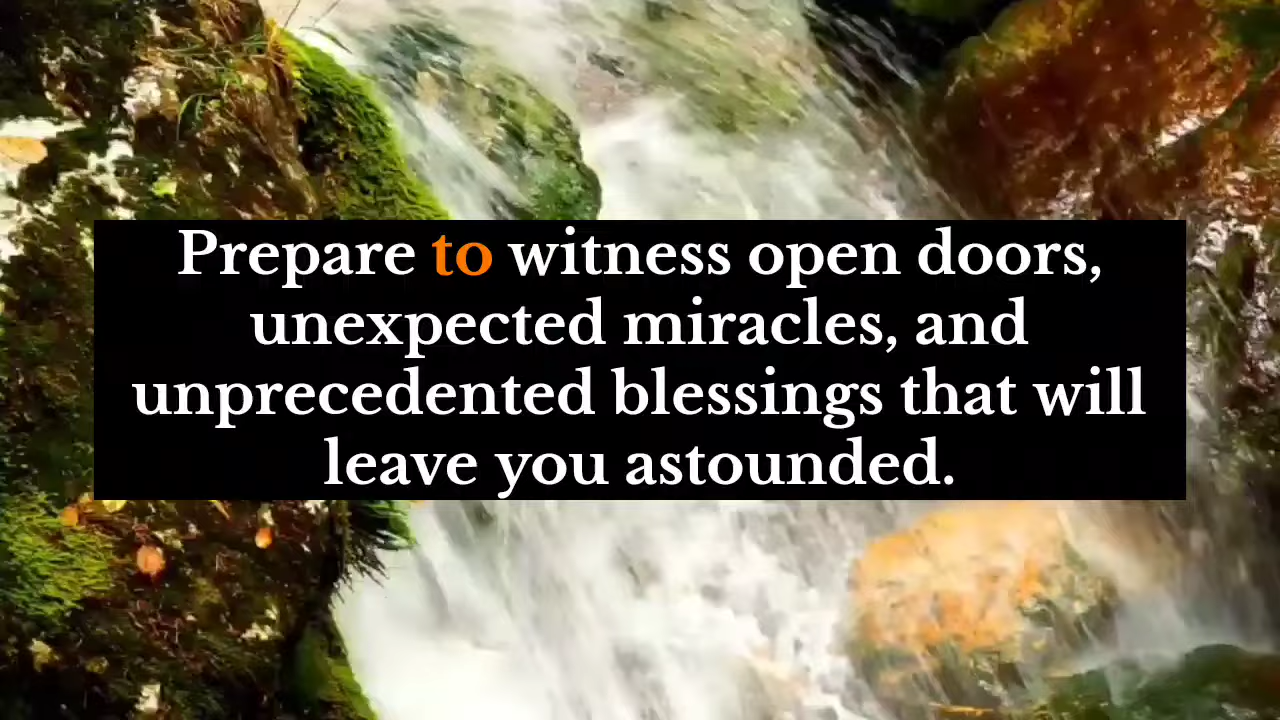 Prepare to witness open doors,
unexpected miracles, and
unprecedented blessings that will
leave you astounded.